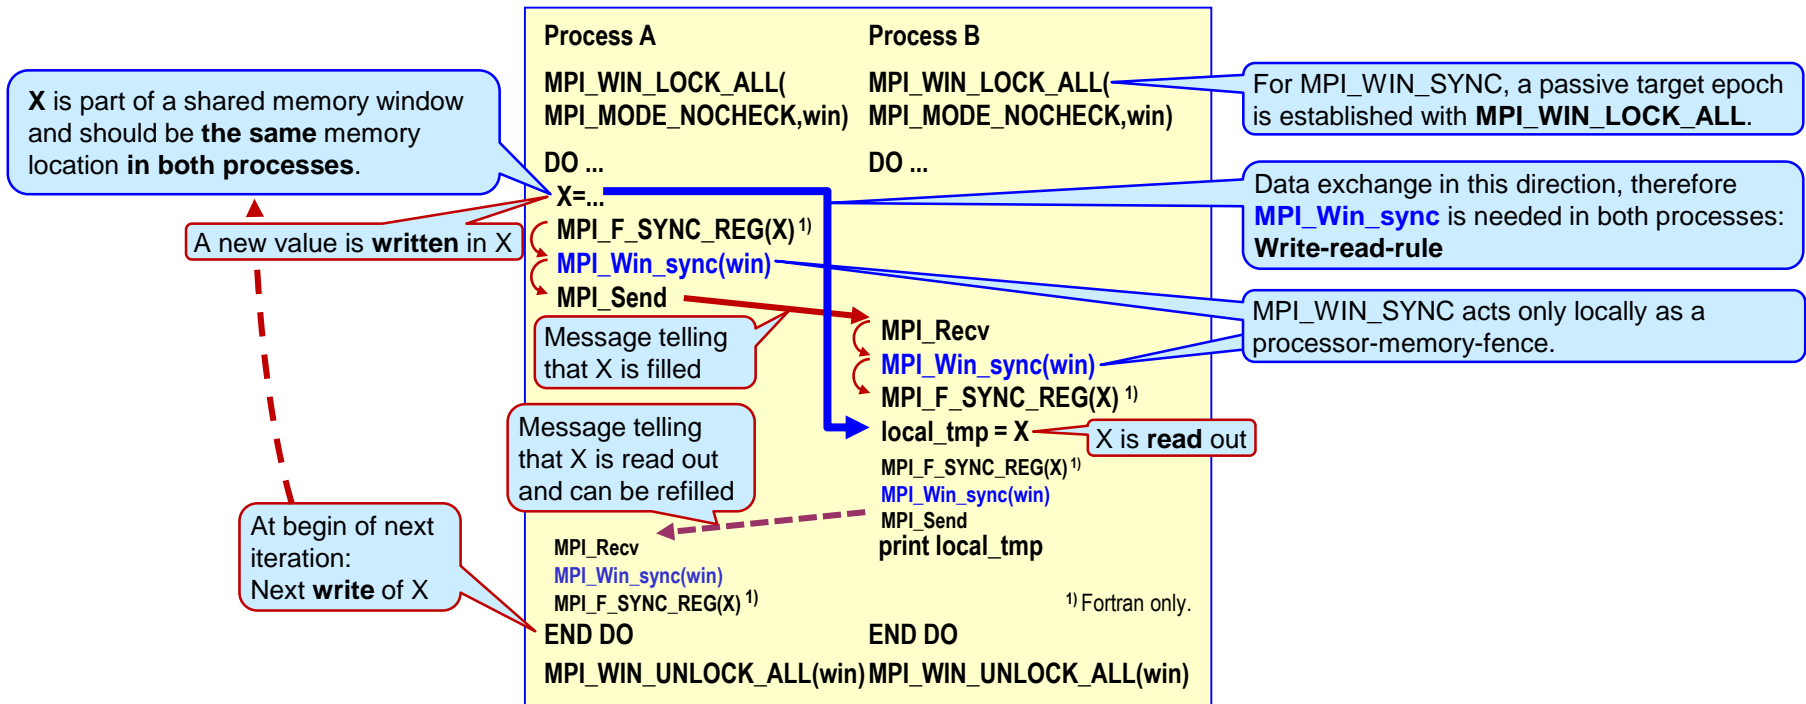 Process A
Process B
MPI_WIN_LOCK_ALL(
MPI_MODE_NOCHECK,win)
MPI_WIN_LOCK_ALL(
MPI_MODE_NOCHECK,win)
For MPI_WIN_SYNC, a passive target epoch
is established with MPI_WIN_LOCK_ALL.
X is part of a shared memory window
and should be the same memory
location in both processes.
DO ...
DO ...
X=...
Data exchange in this direction, therefore
MPI_Win_sync is needed in both processes:
Write-read-rule
A new value is written in X
MPI_F_SYNC_REG(X) 1)
MPI_Win_sync(win)
MPI_Send
MPI_WIN_SYNC acts only locally as a
processor-memory-fence.
Message telling
that X is filled
MPI_Recv
MPI_Win_sync(win)
MPI_F_SYNC_REG(X) 1)
local_tmp = X
X is read out
Message telling
that X is read out
and can be refilled
MPI_F_SYNC_REG(X) 1)
MPI_Win_sync(win)
MPI_Send
print local_tmp
At begin of next
iteration:
Next write of X
MPI_Recv
MPI_Win_sync(win)
MPI_F_SYNC_REG(X) 1)
1) Fortran only.
END DO
END DO
MPI_WIN_UNLOCK_ALL(win)
MPI_WIN_UNLOCK_ALL(win)